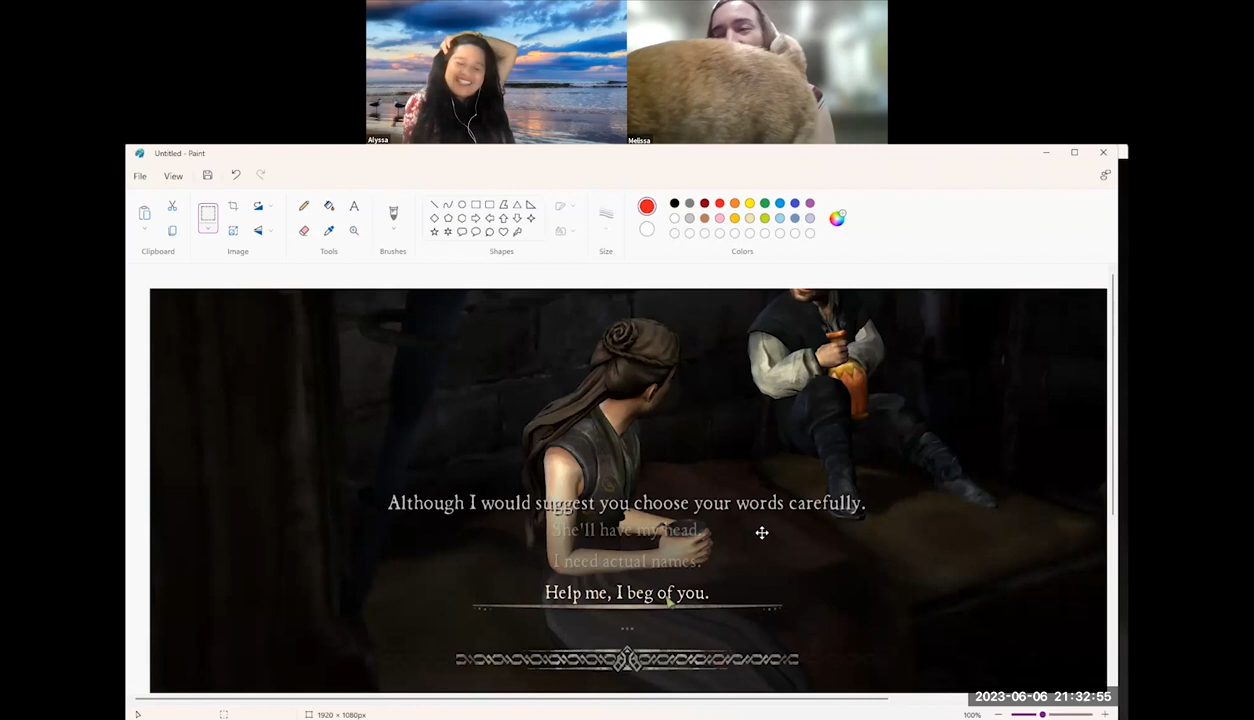 Alyssa
Melissa
Untitled - Paint
File
View
Clipboard
Image
Tools
Brushes
Shapes
Size
Colors
Although I would suggest you choose your words carefully.
She'll have my head.
I need actual names.
Help me, I beg of you.
...
2023-06-06 21:32:55
1920 × 1080px
100%